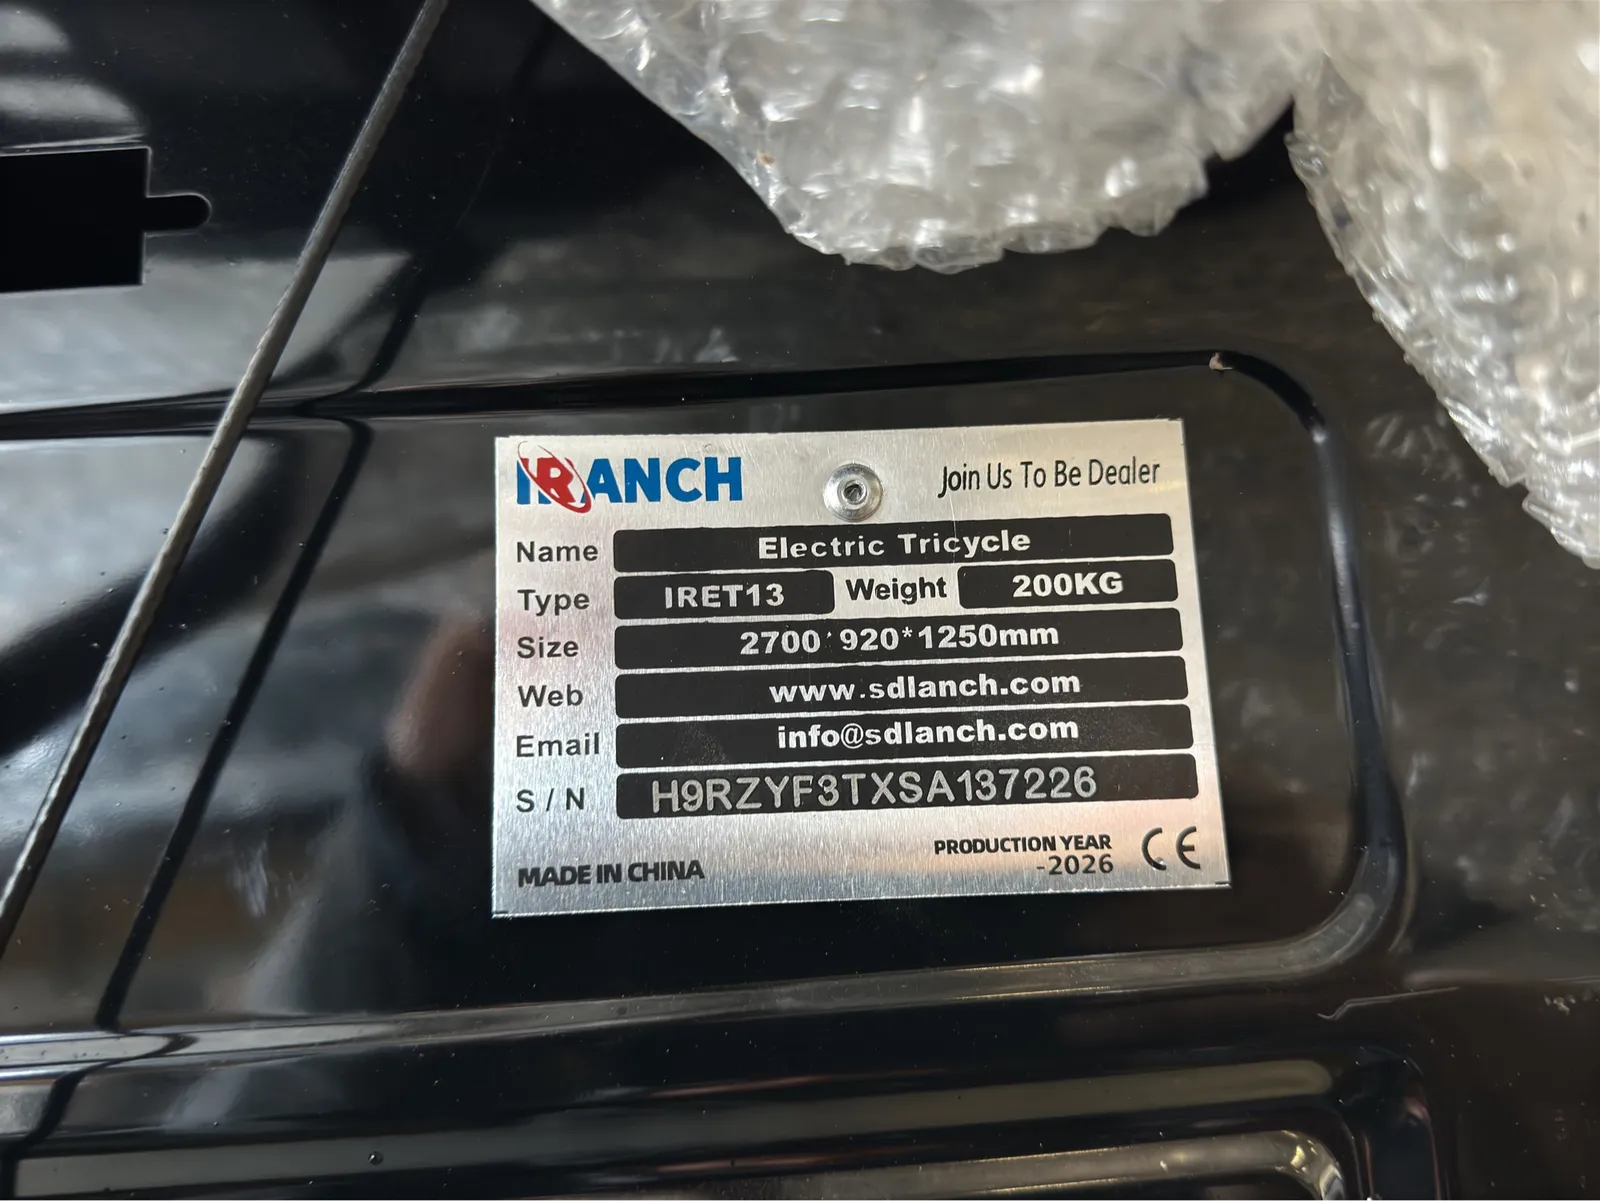 IRANCH
Join Us To Be Dealer
Name Electric Tricycle
Type IRET13 Weight 200KG
Size 2700*920*1250mm
Web www.sdlanch.com
Email info@sdlanch.com
S / N H9RZYF3TXSA137226
MADE IN CHINA
PRODUCTION YEAR
-2026
CE